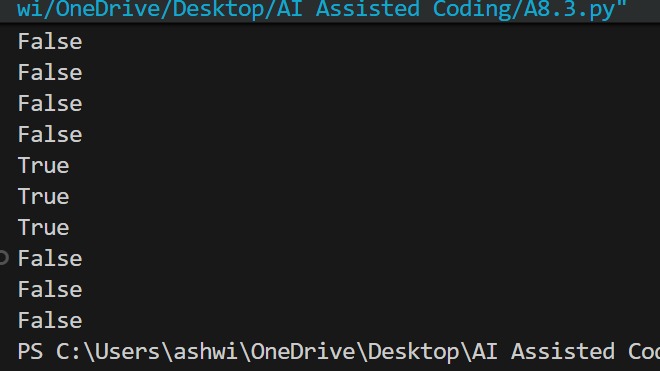 wi/OneDrive/Desktop/AI Assisted Coding/A8.3.py"
False
False
False
False
True
True
True
False
False
False
PS C:\Users\ashwi\OneDrive\Desktop\AI Assisted Cod